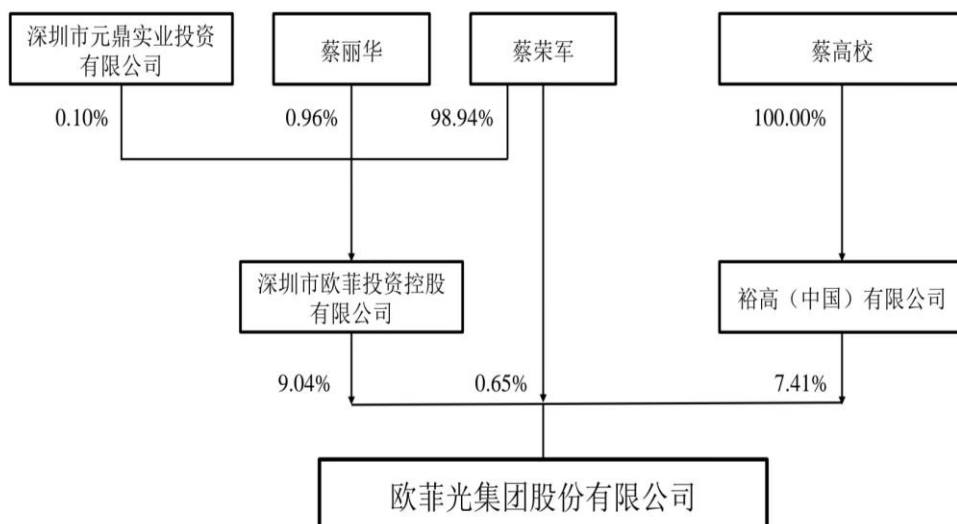 深圳市元鼎实业投资
有限公司
蔡丽华
蔡荣军
蔡高校
0.10%
0.96%
98.94%
100.00%
深圳市欧菲投资控股
有限公司
裕高（中国）有限公司
9.04%
0.65%
7.41%
欧菲光集团股份有限公司